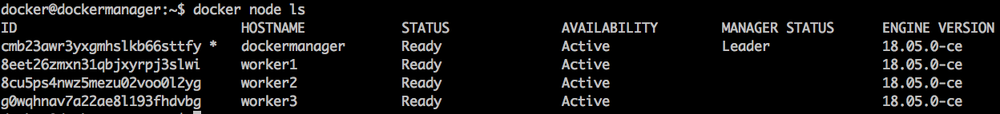 docker@dockermanager:~$ docker node ls
ID HOSTNAME STATUS AVAILABILITY MANAGER STATUS ENGINE VERSION
cmb23awr3yxgmhslkb66sttfy * dockermanager Ready Active Leader 18.05.0-ce
8eet26zmxn31qbjxyrpj3slwi worker1 Ready Active 18.05.0-ce
8cu5ps4nwz5mezu02voo0l2yg worker2 Ready Active 18.05.0-ce
g0wqhnav7a22ae8l193fhdvbg worker3 Ready Active 18.05.0-ce